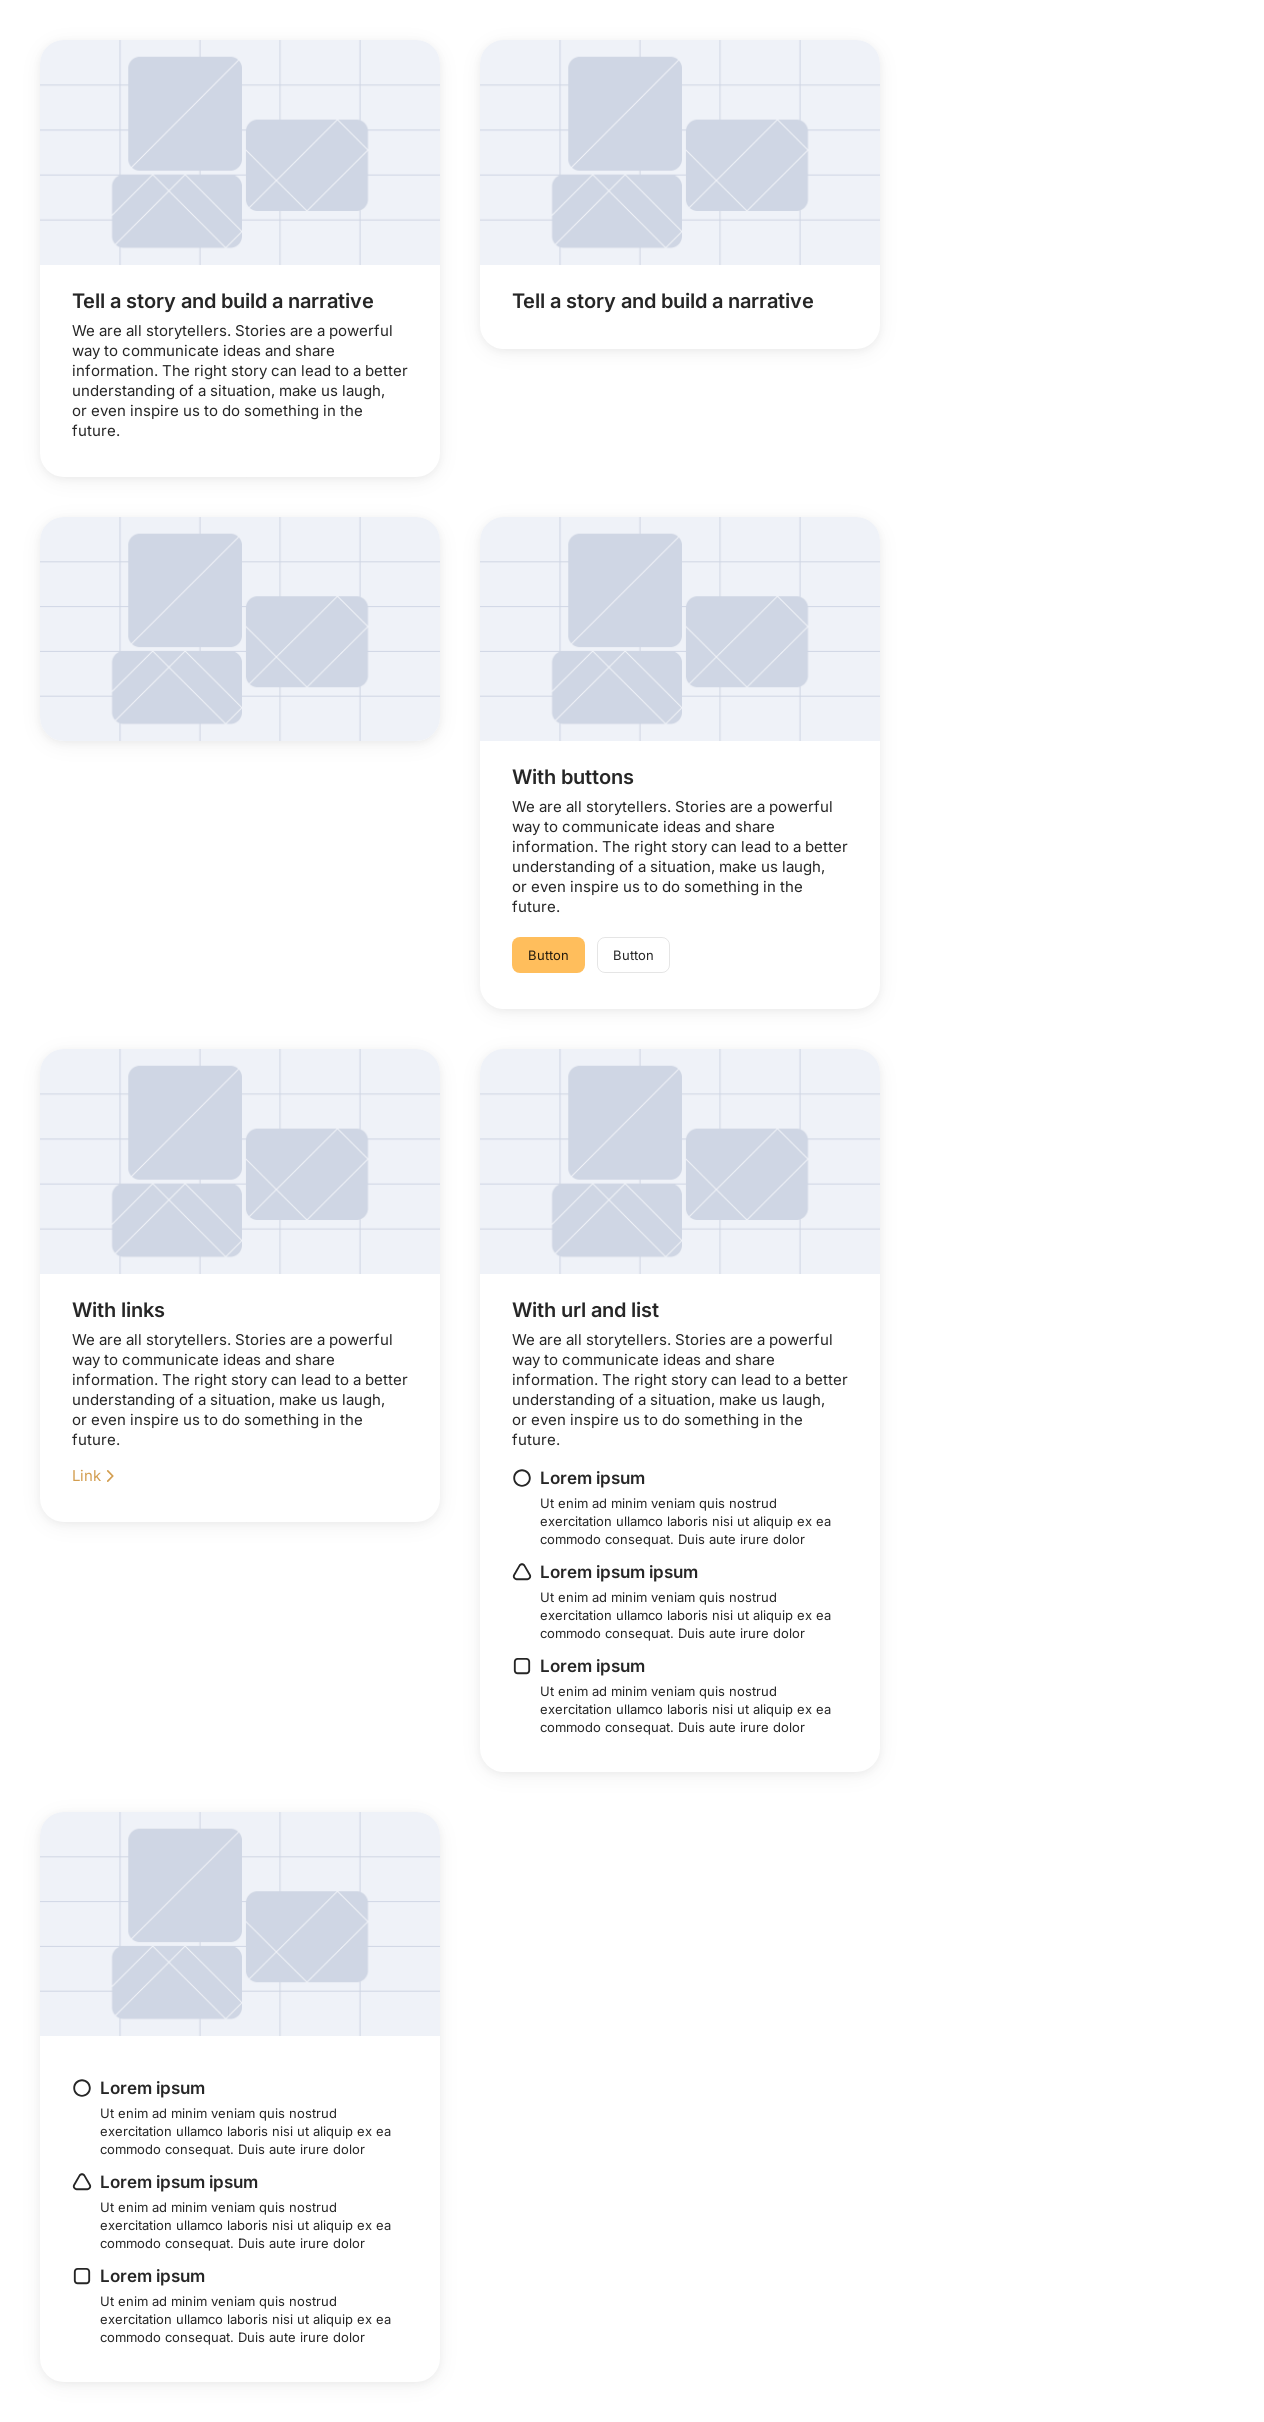 Tell a story and build a narrative
We are all storytellers. Stories are a powerful
way to communicate ideas and share
information. The right story can lead to a better
understanding of a situation, make us laugh,
or even inspire us to do something in the
future.
Tell a story and build a narrative
With buttons
We are all storytellers. Stories are a powerful
way to communicate ideas and share
information. The right story can lead to a better
understanding of a situation, make us laugh,
or even inspire us to do something in the
future.
Button
Button
With links
We are all storytellers. Stories are a powerful
way to communicate ideas and share
information. The right story can lead to a better
understanding of a situation, make us laugh,
or even inspire us to do something in the
future.
Link
With url and list
We are all storytellers. Stories are a powerful
way to communicate ideas and share
information. The right story can lead to a better
understanding of a situation, make us laugh,
or even inspire us to do something in the
future.
Lorem ipsum
Ut enim ad minim veniam quis nostrud
exercitation ullamco laboris nisi ut aliquip ex ea
commodo consequat. Duis aute irure dolor
Lorem ipsum ipsum
Ut enim ad minim veniam quis nostrud
exercitation ullamco laboris nisi ut aliquip ex ea
commodo consequat. Duis aute irure dolor
Lorem ipsum
Ut enim ad minim veniam quis nostrud
exercitation ullamco laboris nisi ut aliquip ex ea
commodo consequat. Duis aute irure dolor
Lorem ipsum
Ut enim ad minim veniam quis nostrud
exercitation ullamco laboris nisi ut aliquip ex ea
commodo consequat. Duis aute irure dolor
Lorem ipsum ipsum
Ut enim ad minim veniam quis nostrud
exercitation ullamco laboris nisi ut aliquip ex ea
commodo consequat. Duis aute irure dolor
Lorem ipsum
Ut enim ad minim veniam quis nostrud
exercitation ullamco laboris nisi ut aliquip ex ea
commodo consequat. Duis aute irure dolor